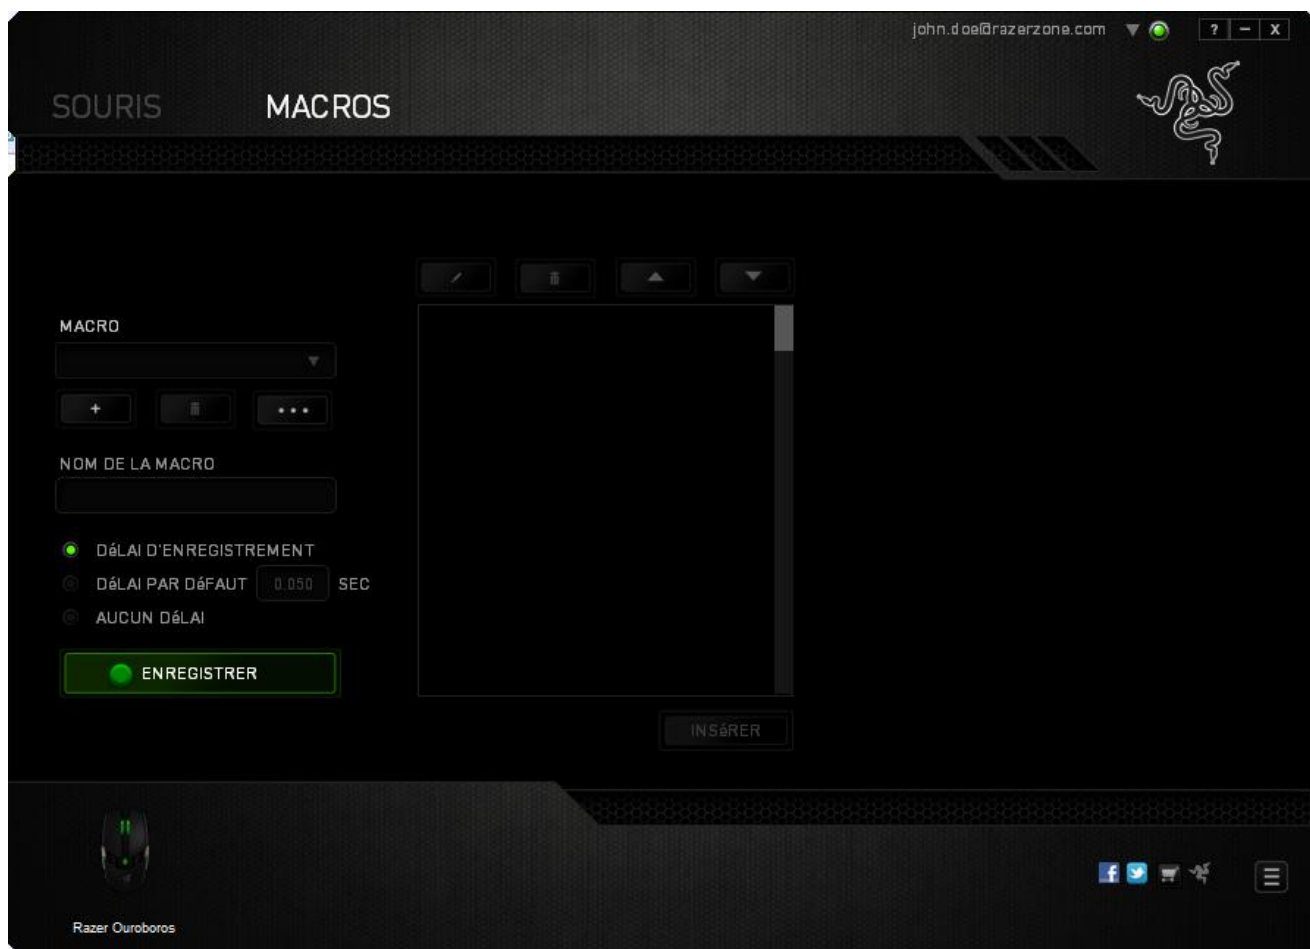 john.doe@razerzone.com
? – X
SOURIS MACROS
MACRO
+ •••
NOM DE LA MACRO
DéLAI D'ENREGISTREMENT
DéLAI PAR DéFAUT 0.050 SEC
AUCUN DéLAI
ENREGISTRER
INSéRER
Razer Ouroboros